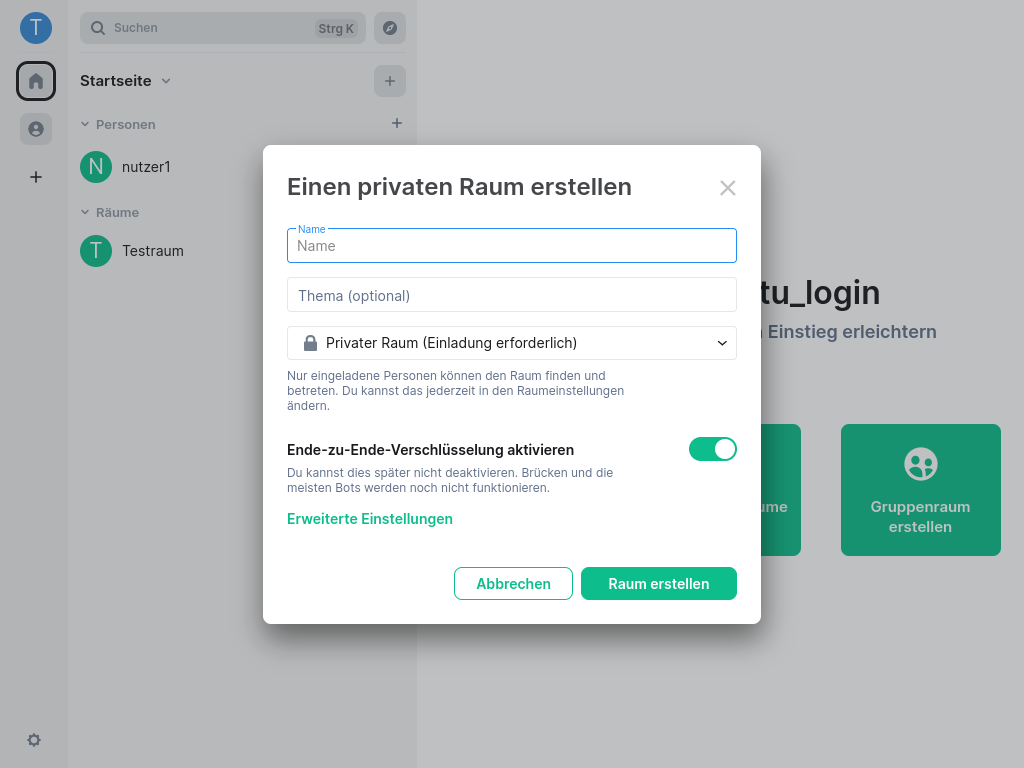 T
Suchen
Strg K
Startseite
Personen
N
nutzer1
Räume
T
Testraum
tu_login
Einstieg erleichtern
ume
Gruppenraum
erstellen
Einen privaten Raum erstellen
Name
Name
Thema (optional)
Privater Raum (Einladung erforderlich)
Nur eingeladene Personen können den Raum finden und
betreten. Du kannst das jederzeit in den Raumeinstellungen
ändern.
Ende-zu-Ende-Verschlüsselung aktivieren
Du kannst dies später nicht deaktivieren. Brücken und die
meisten Bots werden noch nicht funktionieren.
Erweiterte Einstellungen
Abbrechen
Raum erstellen